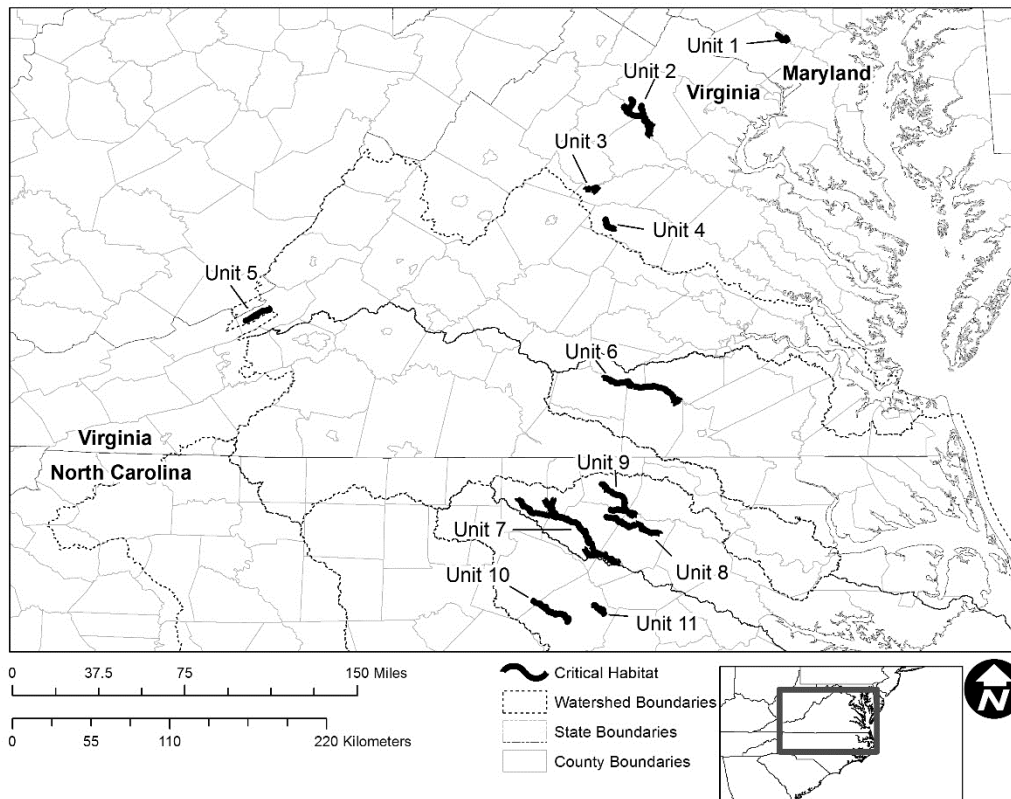 Unit 1
Maryland
Unit 2
Virginia
Unit 3
Unit 4
Unit 5
Unit 6
Virginia
North Carolina
Unit 9
Unit 7
Unit 8
Unit 10
Unit 11
0 37.5 75 150 Miles
0 55 110 220 Kilometers
Critical Habitat
Watershed Boundaries
State Boundaries
County Boundaries
N